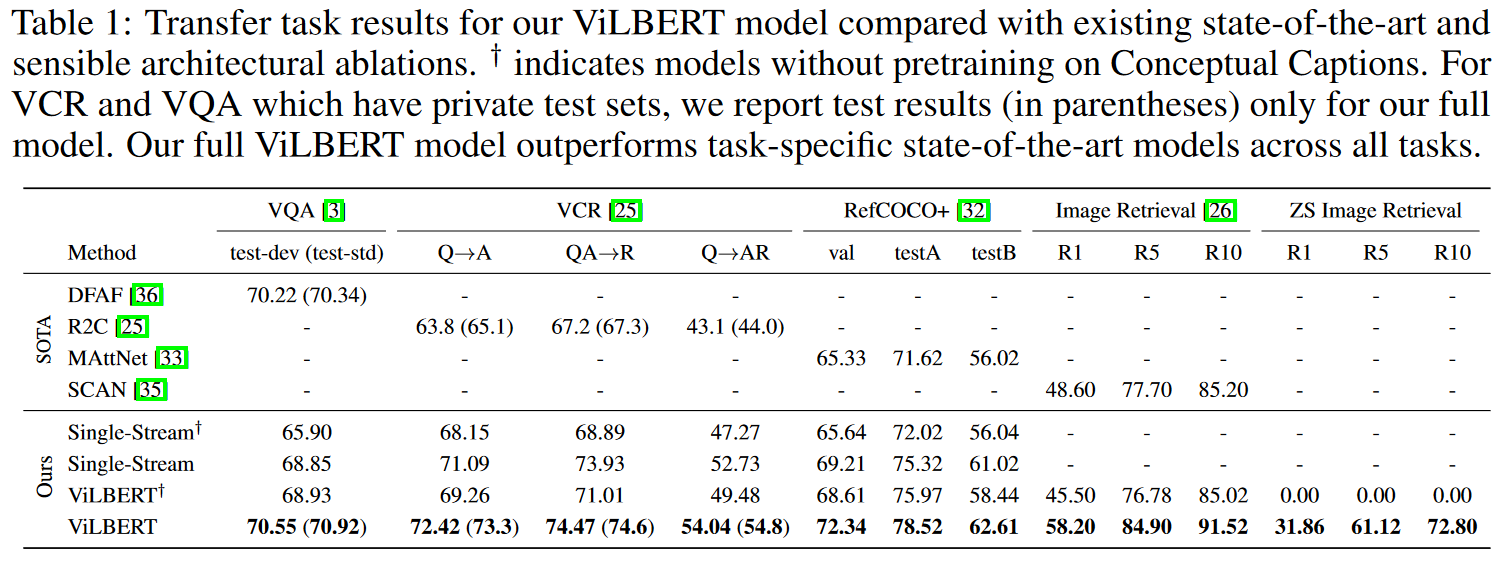 Table 1: Transfer task results for our ViLBERT model compared with existing state-of-the-art and
sensible architectural ablations. † indicates models without pretraining on Conceptual Captions. For
VCR and VQA which have private test sets, we report test results (in parentheses) only for our full
model. Our full ViLBERT model outperforms task-specific state-of-the-art models across all tasks.
VQA [3] VCR [25] RefCOCO+ [32] Image Retrieval [26] ZS Image Retrieval
Method test-dev (test-std) Q→A QA→R Q→AR val testA testB R1 R5 R10 R1 R5 R10
SOTA
DFAF [36] 70.22 (70.34) - - - - - - - - - - - -
R2C [25] - 63.8 (65.1) 67.2 (67.3) 43.1 (44.0) - - - - - - - - -
MAttNet [33] - - - - 65.33 71.62 56.02 - - - - - -
SCAN [35] - - - - - - - 48.60 77.70 85.20 - - -
Ours
Single-Stream† 65.90 68.15 68.89 47.27 65.64 72.02 56.04 - - - - - -
Single-Stream 68.85 71.09 73.93 52.73 69.21 75.32 61.02 - - - - - -
ViLBERT† 68.93 69.26 71.01 49.48 68.61 75.97 58.44 45.50 76.78 85.02 0.00 0.00 0.00
ViLBERT 70.55 (70.92) 72.42 (73.3) 74.47 (74.6) 54.04 (54.8) 72.34 78.52 62.61 58.20 84.90 91.52 31.86 61.12 72.80